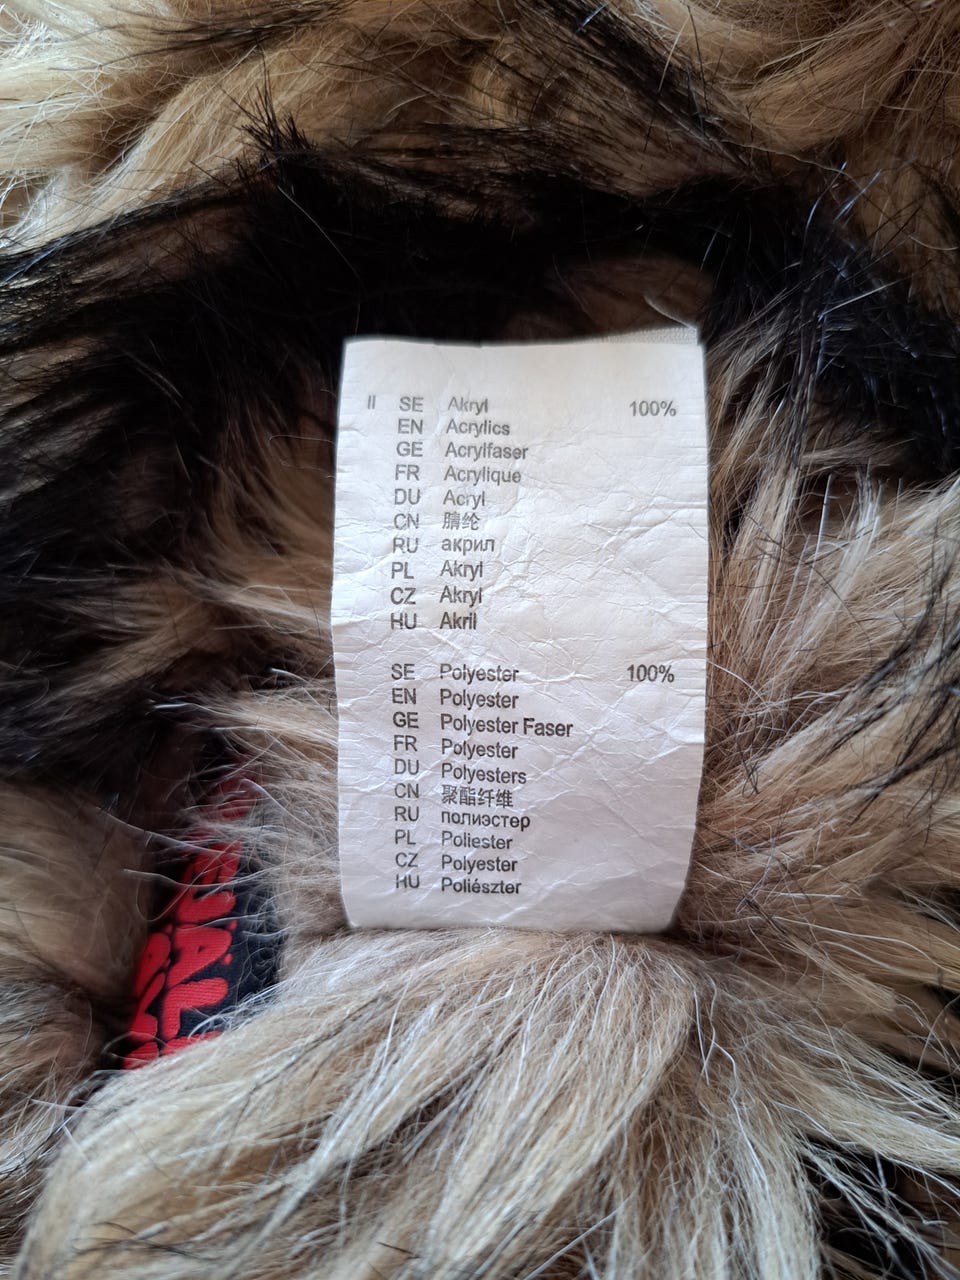 II SE Akryl 100%
EN Acrylics
GE Acrylfaser
FR Acrylique
DU Acryl
CN 腈纶
RU акрил
PL Akryl
CZ Akryl
HU Akril
SE Polyester 100%
EN Polyester
GE Polyester Faser
FR Polyester
DU Polyesters
CN 聚酯纤维
RU полиэстер
PL Poliester
CZ Polyester
HU Poliészter